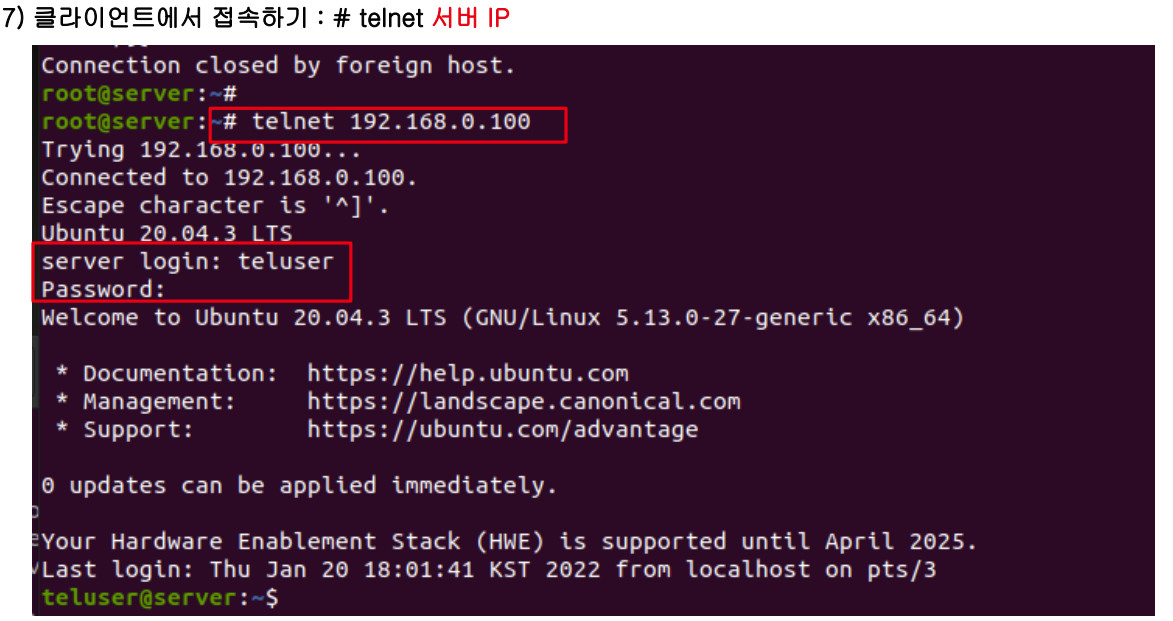 7) 클라이언트에서 접속하기 : # telnet 서버 IP
Connection closed by foreign host.
root@server:~#
root@server:~# telnet 192.168.0.100
Trying 192.168.0.100...
Connected to 192.168.0.100.
Escape character is '^]'.
Ubuntu 20.04.3 LTS
server login: teluser
Password:
Welcome to Ubuntu 20.04.3 LTS (GNU/Linux 5.13.0-27-generic x86_64)
* Documentation: https://help.ubuntu.com
* Management: https://landscape.canonical.com
* Support: https://ubuntu.com/advantage
0 updates can be applied immediately.
Your Hardware Enablement Stack (HWE) is supported until April 2025.
Last login: Thu Jan 20 18:01:41 KST 2022 from localhost on pts/3
teluser@server:~$